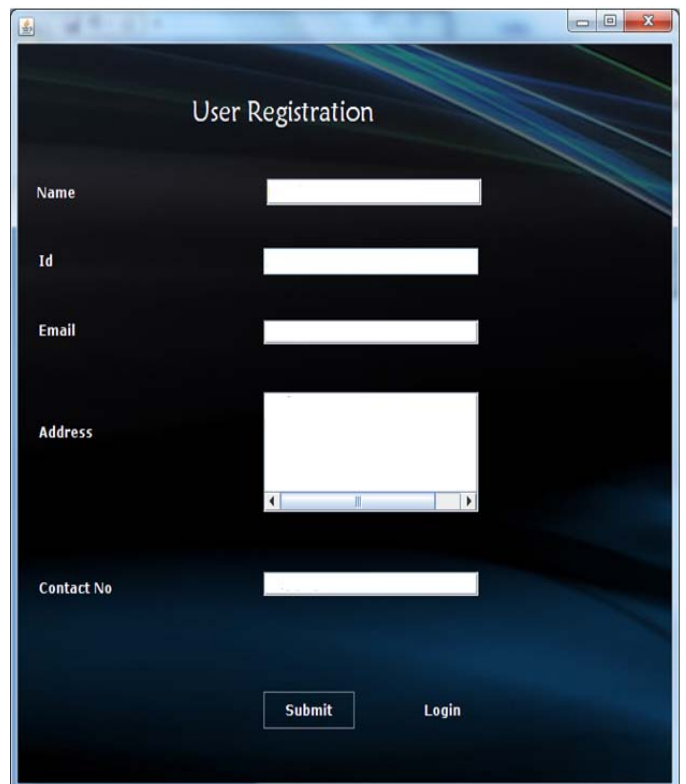 User Registration
Name
Id
Email
Address
Contact No
Submit Login